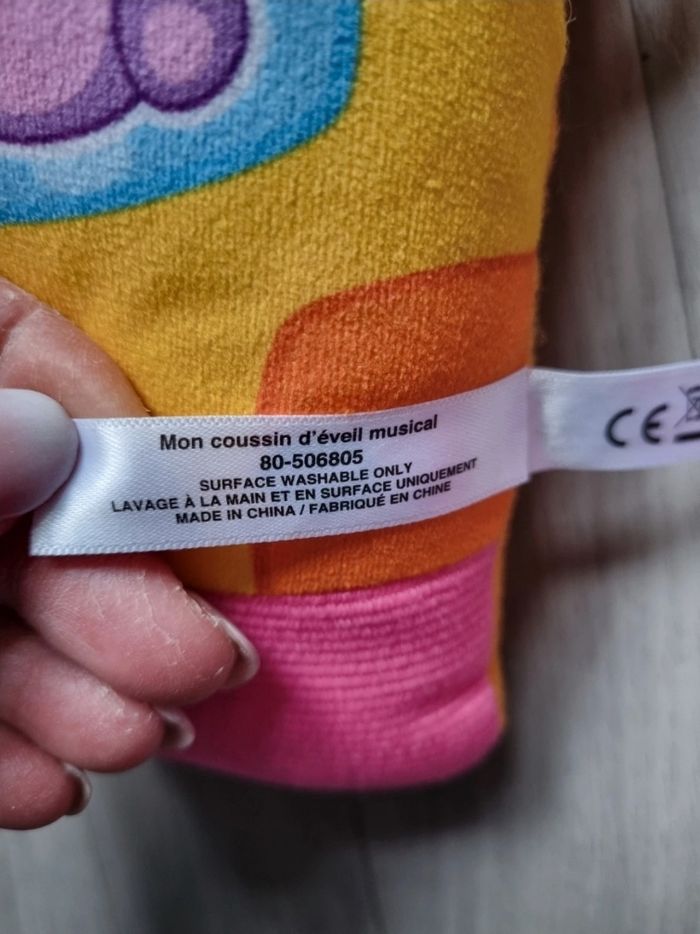 Mon coussin d'éveil musical
80-506805
SURFACE WASHABLE ONLY
LAVAGE À LA MAIN ET EN SURFACE UNIQUEMENT
MADE IN CHINA / FABRIQUÉ EN CHINE
CE